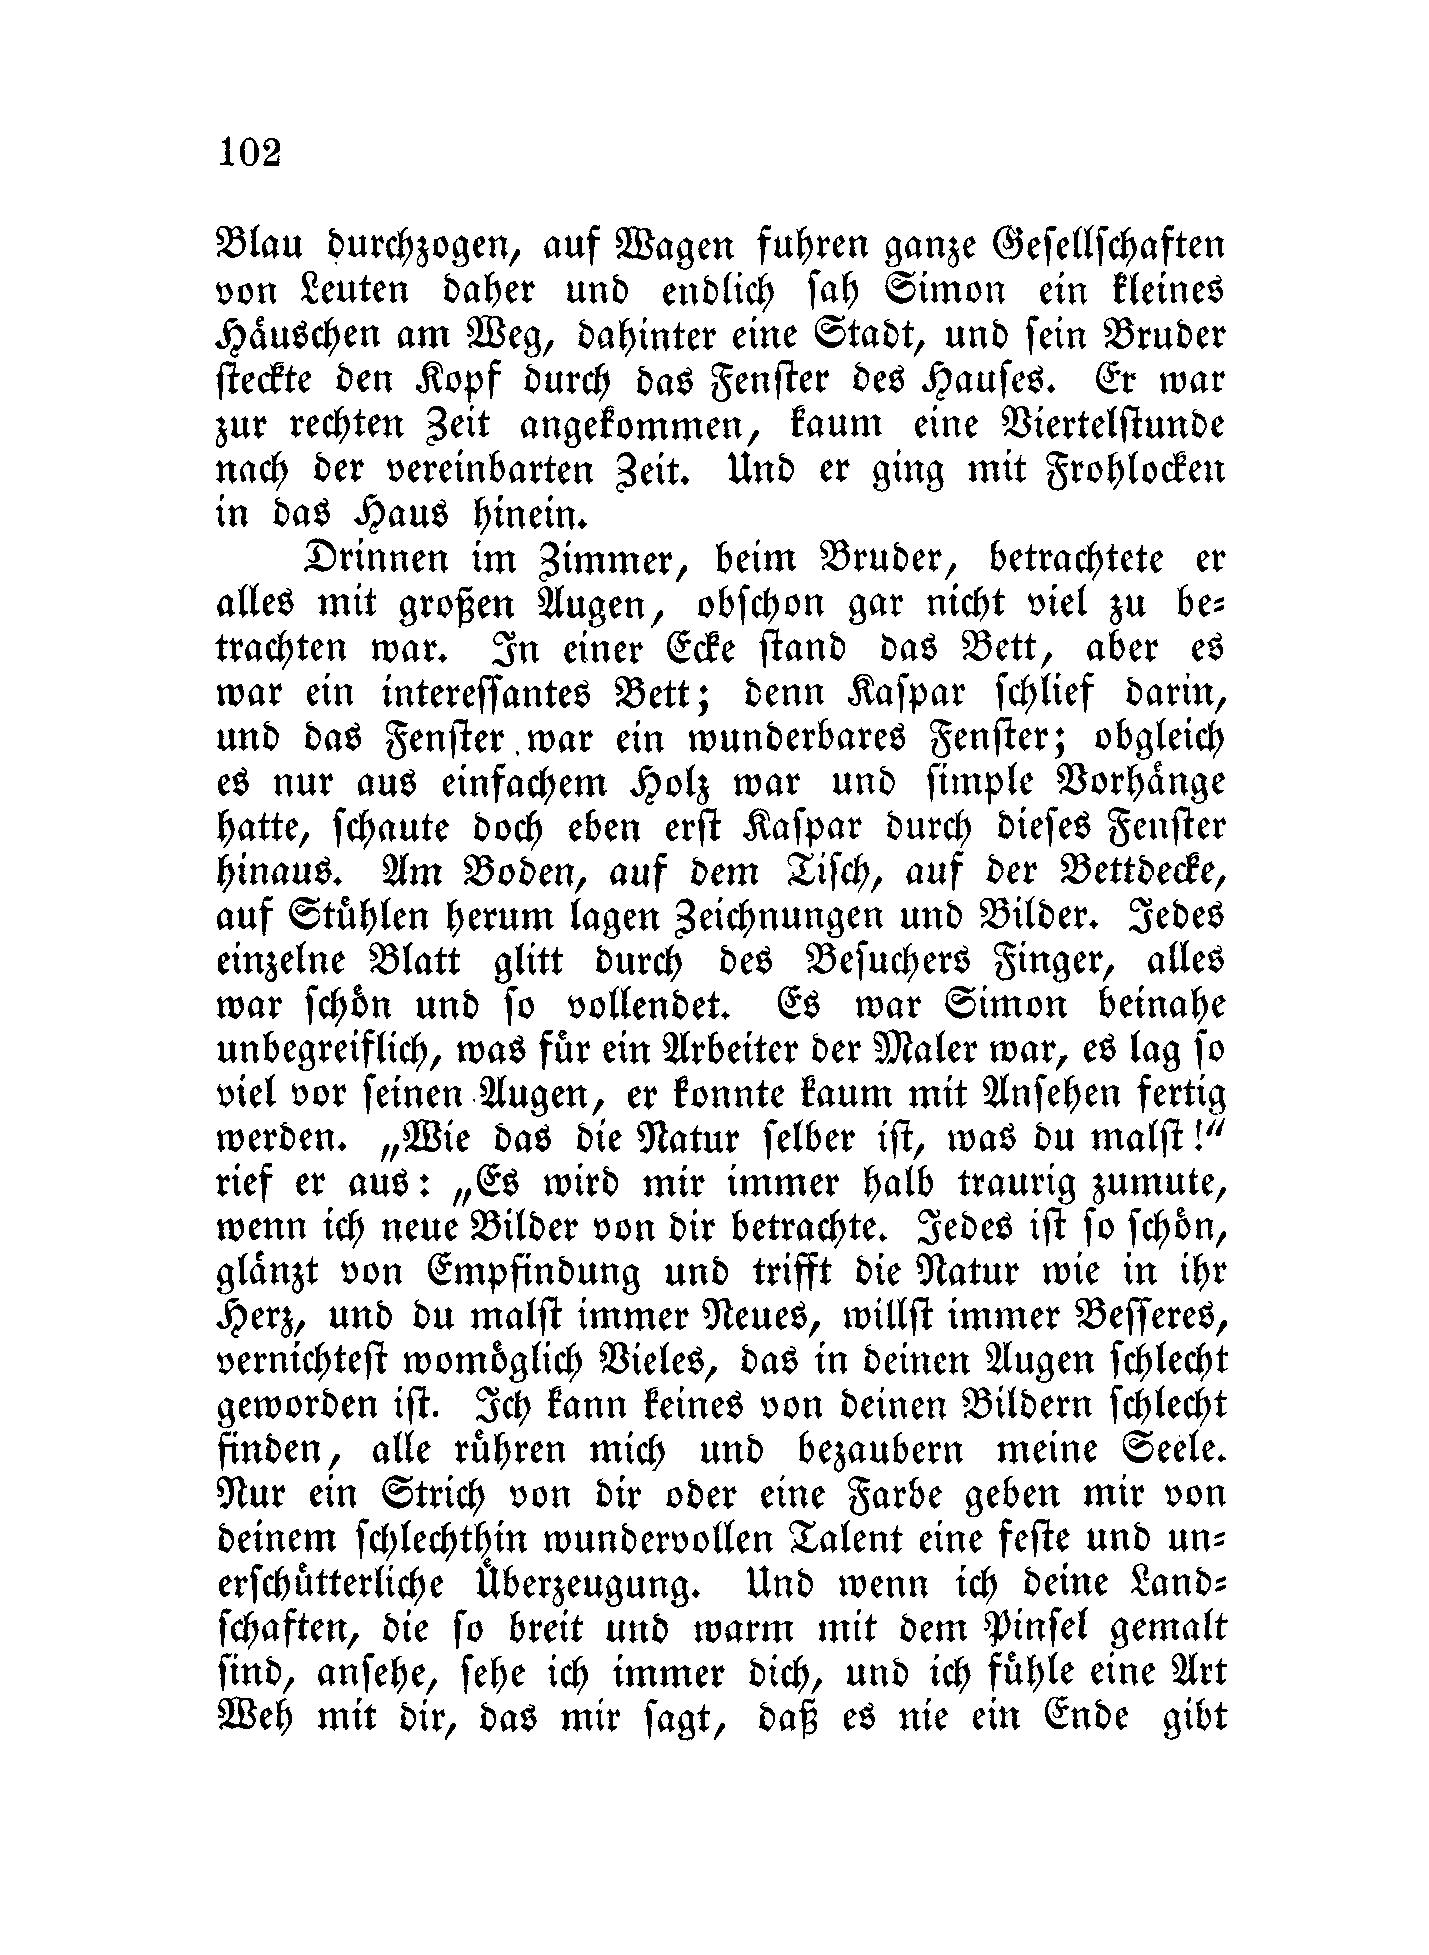 102
Blau durchzogen, auf Wagen fuhren ganze Geſellſchaften
von Leuten daher und endlich ſah Simon ein kleines
Häuschen am Weg, dahinter eine Stadt, und ſein Bruder
ſteckte den Kopf durch das Fenſter des Hauſes. Er war
zur rechten Zeit angekommen, kaum eine Viertelſtunde
nach der vereinbarten Zeit. Und er ging mit Frohlocken
in das Haus hinein.
Drinnen im Zimmer, beim Bruder, betrachtete er
alles mit großen Augen, obſchon gar nicht viel zu be⸗
trachten war. In einer Ecke ſtand das Bett, aber es
war ein intereſſantes Bett; denn Kaſpar ſchlief darin,
und das Fenſter war ein wunderbares Fenſter; obgleich
es nur aus einfachem Holz war und ſimple Vorhänge
hatte, ſchaute doch eben erſt Kaſpar durch dieſes Fenſter
hinaus. Am Boden, auf dem Tiſch, auf der Bettdecke,
auf Stühlen herum lagen Zeichnungen und Bilder. Jedes
einzelne Blatt glitt durch des Beſuchers Finger, alles
war ſchön und ſo vollendet. Es war Simon beinahe
unbegreiflich, was für ein Arbeiter der Maler war, es lag ſo
viel vor ſeinen Augen, er konnte kaum mit Anſehen fertig
werden. „Wie das die Natur ſelber iſt, was du malſt!“
rief er aus: „Es wird mir immer halb traurig zumute,
wenn ich neue Bilder von dir betrachte. Jedes iſt ſo ſchön,
glänzt von Empfindung und trifft die Natur wie in ihr
Herz, und du malſt immer Neues, willſt immer Beſſeres,
vernichteſt womöglich Vieles, das in deinen Augen ſchlecht
geworden iſt. Ich kann keines von deinen Bildern ſchlecht
finden, alle rühren mich und bezaubern meine Seele.
Nur ein Strich von dir oder eine Farbe geben mir von
deinem ſchlechthin wundervollen Talent eine feſte und un⸗
erſchütterliche Überzeugung. Und wenn ich deine Land⸗
ſchaften, die ſo breit und warm mit dem Pinſel gemalt
ſind, anſehe, ſehe ich immer dich, und ich fühle eine Art
Weh mit dir, das mir ſagt, daß es nie ein Ende gibt